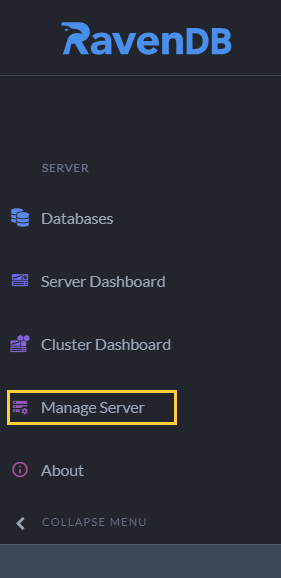 RavenDB
SERVER
Databases
Server Dashboard
Cluster Dashboard
Manage Server
About
COLLAPSE MENU